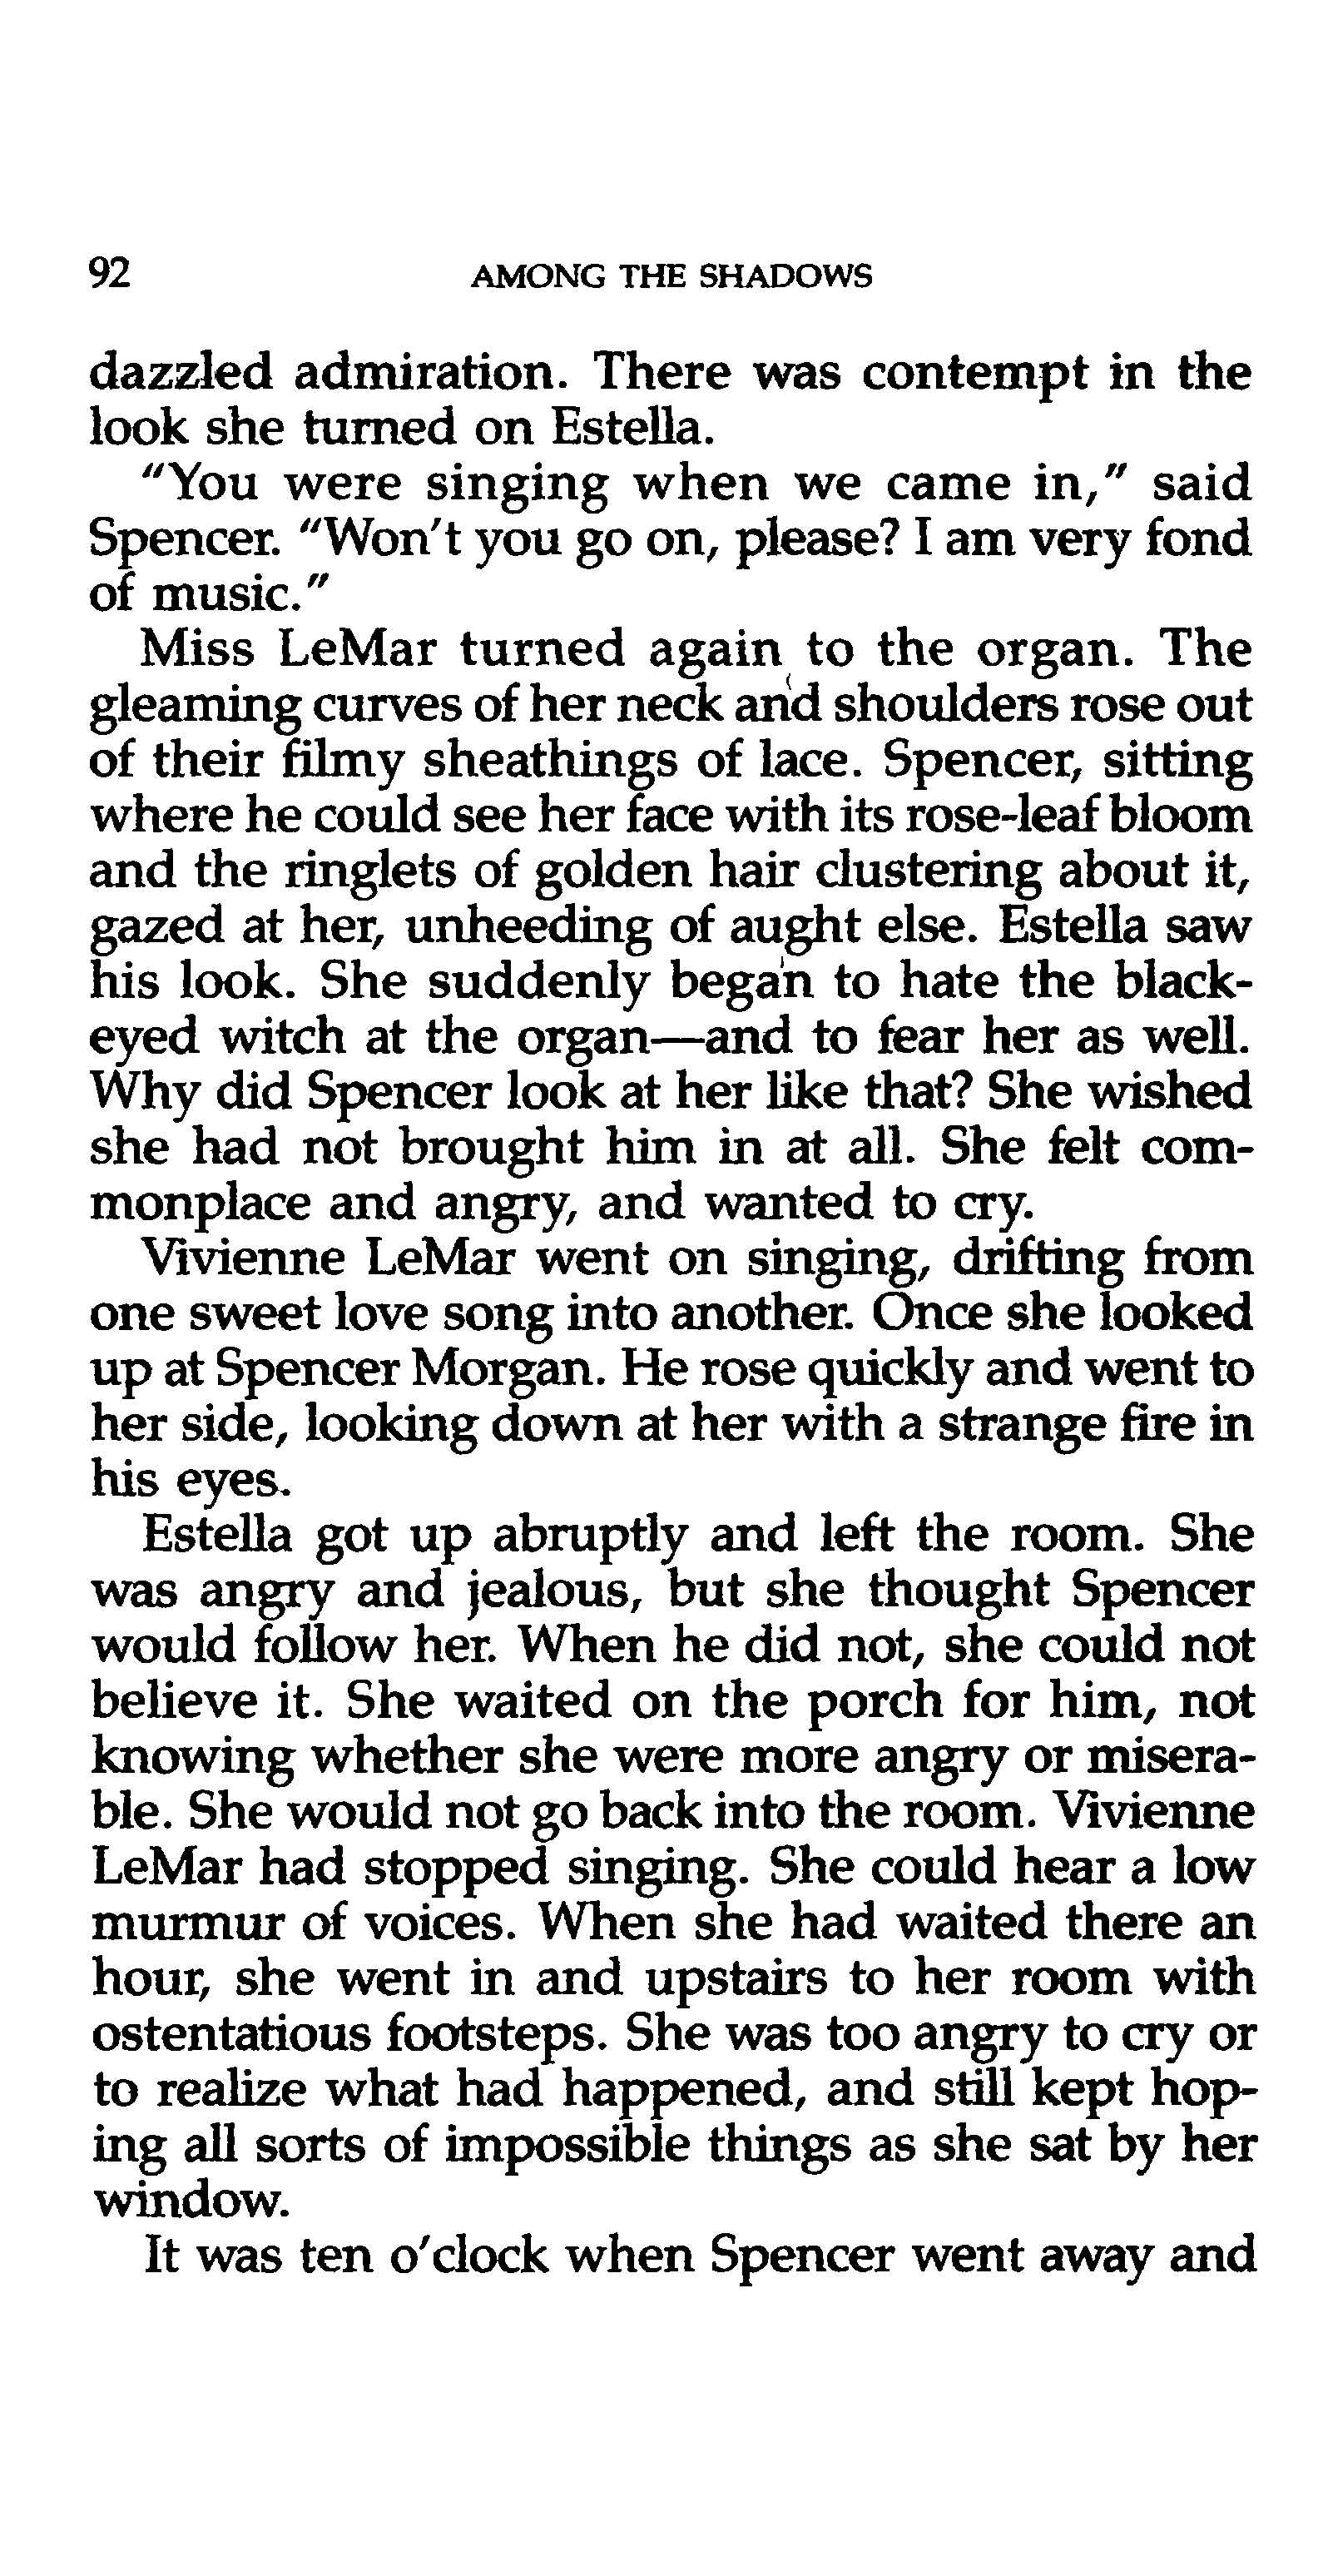 92 AMONG THE SHADOWS
dazzled admiration. There was contempt in the
look she turned on Estella.
"You were singing when we came in," said
Spencer. "Won't you go on, please? I am very fond
of music."
Miss LeMar turned again to the organ. The
gleaming curves of her neck and shoulders rose out
of their filmy sheathings of lace. Spencer, sitting
where he could see her face with its rose-leaf bloom
and the ringlets of golden hair clustering about it,
gazed at her, unheeding of aught else. Estella saw
his look. She suddenly began to hate the black-
eyed witch at the organ—and to fear her as well.
Why did Spencer look at her like that? She wished
she had not brought him in at all. She felt com-
monplace and angry, and wanted to cry.
Vivienne LeMar went on singing, drifting from
one sweet love song into another. Once she looked
up at Spencer Morgan. He rose quickly and went to
her side, looking down at her with a strange fire in
his eyes.
Estella got up abruptly and left the room. She
was angry and jealous, but she thought Spencer
would follow her. When he did not, she could not
believe it. She waited on the porch for him, not
knowing whether she were more angry or misera-
ble. She would not go back into the room. Vivienne
LeMar had stopped singing. She could hear a low
murmur of voices. When she had waited there an
hour, she went in and upstairs to her room with
ostentatious footsteps. She was too angry to cry or
to realize what had happened, and still kept hop-
ing all sorts of impossible things as she sat by her
window.
It was ten o'clock when Spencer went away and